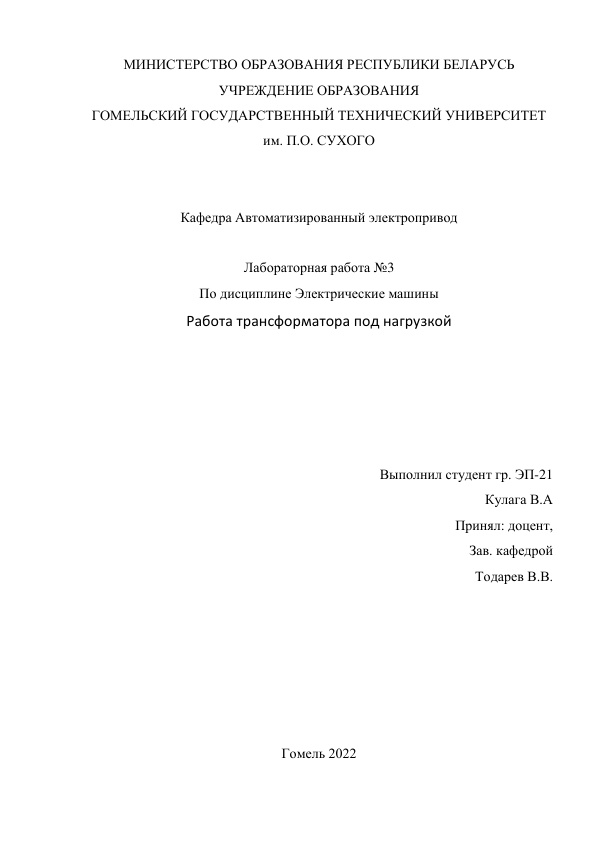 МИНИСТЕРСТВО ОБРАЗОВАНИЯ РЕСПУБЛИКИ БЕЛАРУСЬ
УЧРЕЖДЕНИЕ ОБРАЗОВАНИЯ
ГОМЕЛЬСКИЙ ГОСУДАРСТВЕННЫЙ ТЕХНИЧЕСКИЙ УНИВЕРСИТЕТ
им. П.О. СУХОГО
Кафедра Автоматизированный электропривод
Лабораторная работа №3
По дисциплине Электрические машины
Работа трансформатора под нагрузкой
Выполнил студент гр. ЭП-21
Кулага В.А
Принял: доцент,
Зав. кафедрой
Тодарев В.В.
Гомель 2022